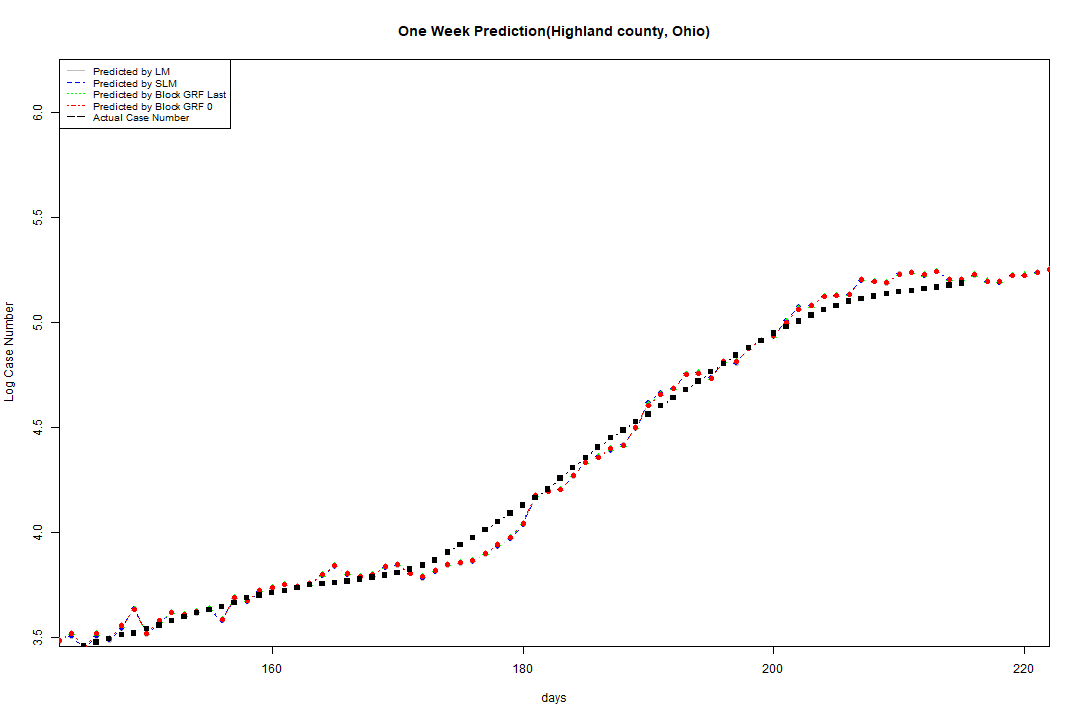 One Week Prediction(Highland county, Ohio)
Predicted by LM
Predicted by SLM
Predicted by Block GRF Last
Predicted by Block GRF 0
Actual Case Number
6.0
5.5
5.0
4.5
4.0
3.5
Log Case Number
160 180 200 220
days